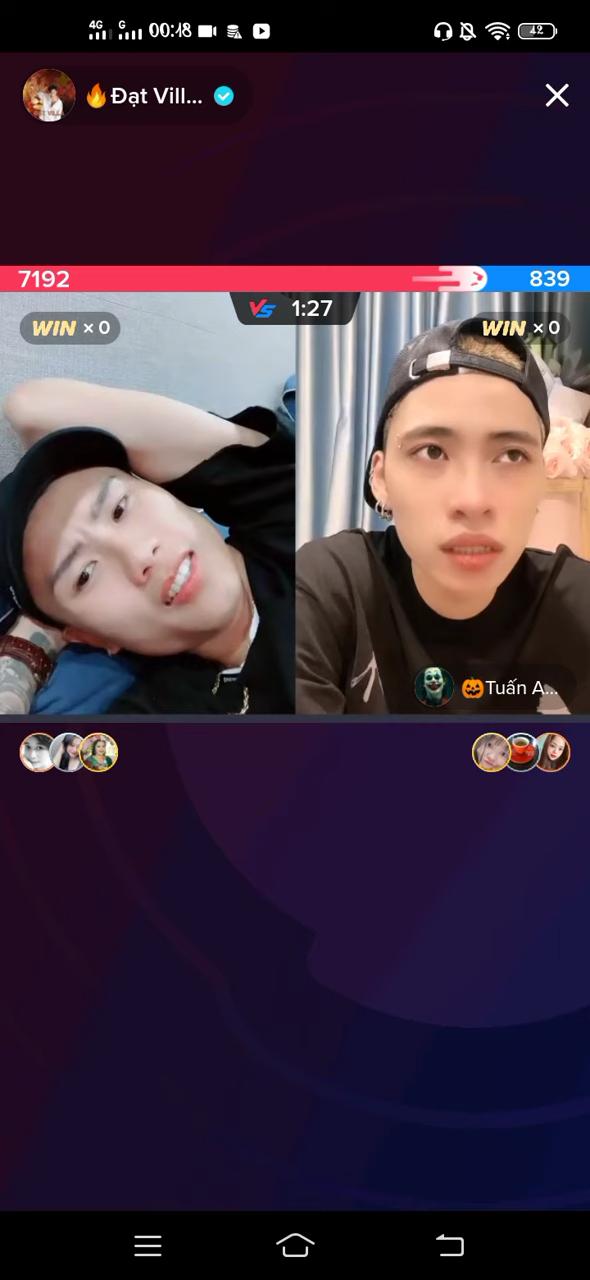 4G G 00:48 42
🔥Đạt Vill...
7192 839
VS 1:27
WIN × 0 WIN × 0
🎃Tuấn A...